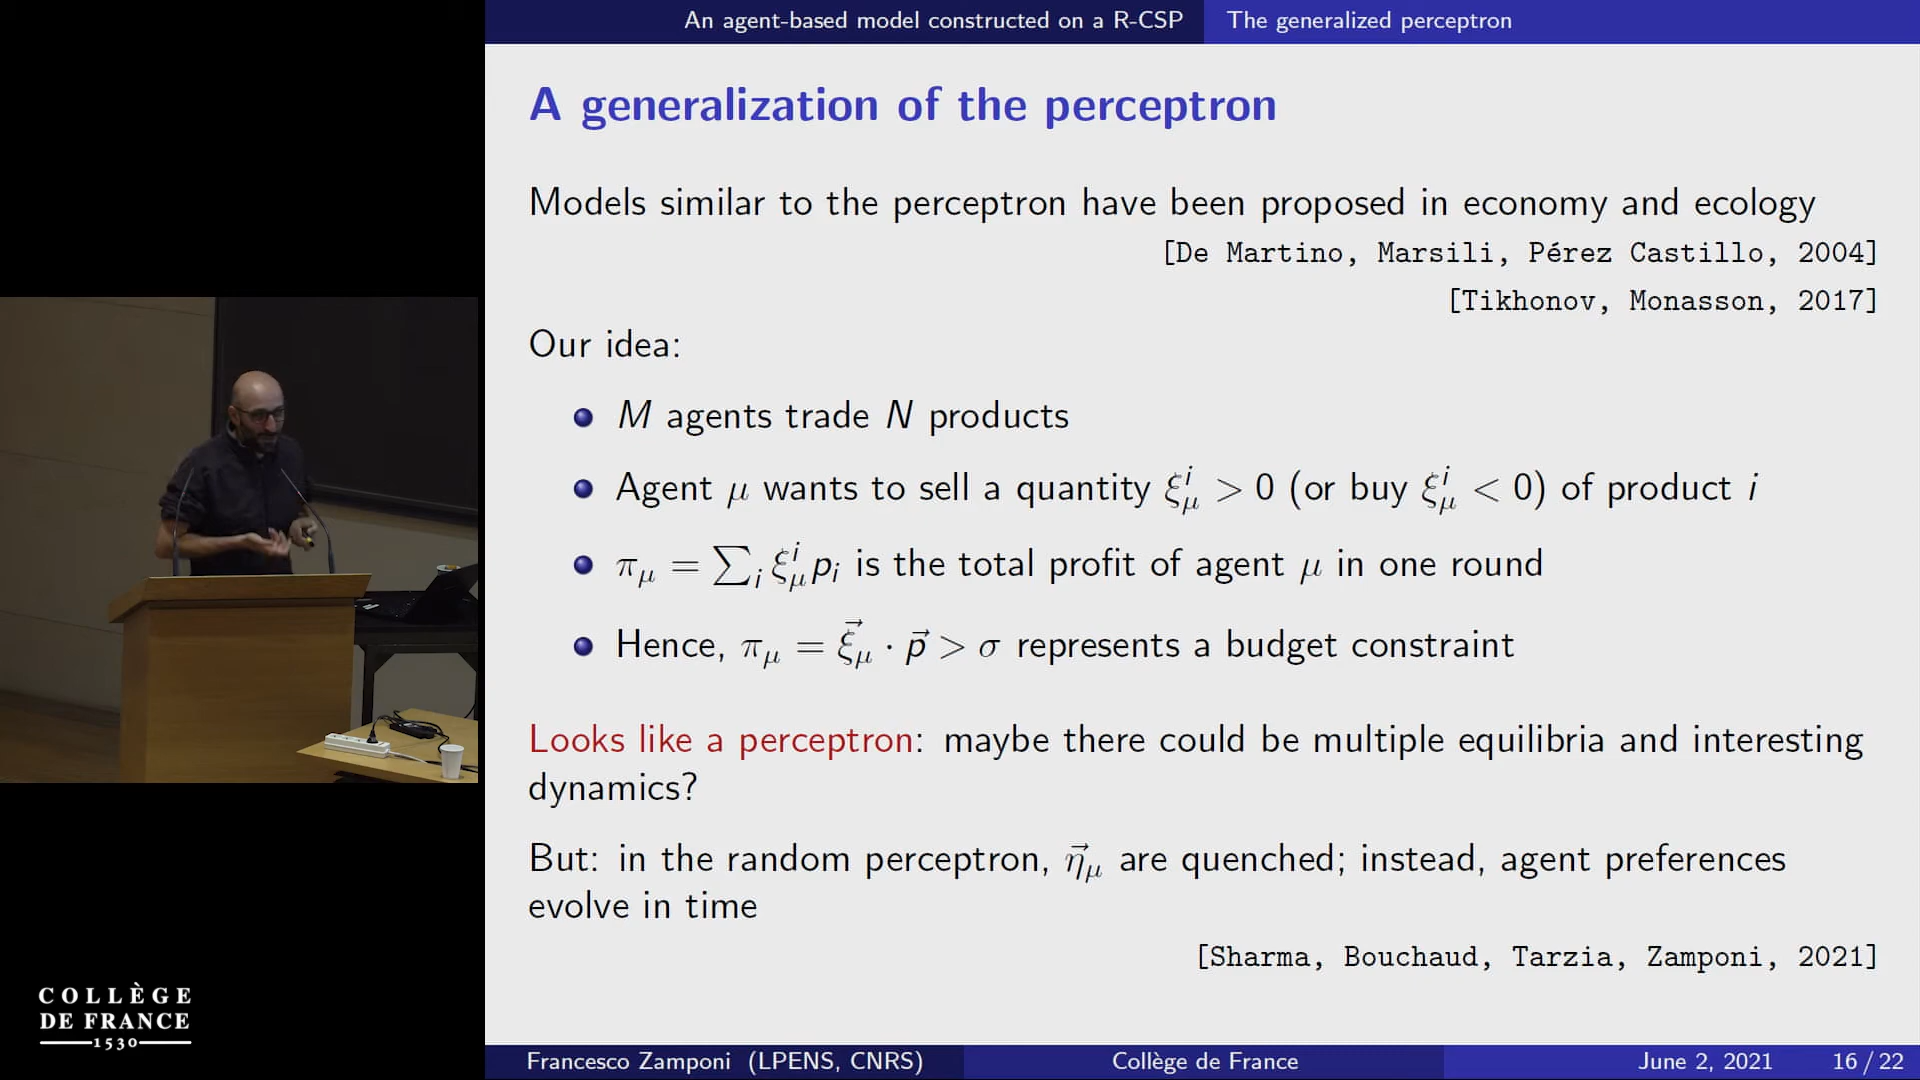 An agent-based model constructed on a R-CSP The generalized perceptron
A generalization of the perceptron
Models similar to the perceptron have been proposed in economy and ecology
[De Martino, Marsili, Pérez Castillo, 2004]
[Tikhonov, Monasson, 2017]
Our idea:
M agents trade N products
Agent μ wants to sell a quantity ξ^i_μ > 0 (or buy ξ^i_μ < 0) of product i
π_μ = ∑_i ξ^i_μ p_i is the total profit of agent μ in one round
Hence, π_μ = ξ⃗_μ · p⃗ > σ represents a budget constraint
Looks like a perceptron: maybe there could be multiple equilibria and interesting
dynamics?
But: in the random perceptron, η⃗_μ are quenched; instead, agent preferences
evolve in time
[Sharma, Bouchaud, Tarzia, Zamponi, 2021]
COLLÈGE
DE FRANCE
1530
Francesco Zamponi (LPENS, CNRS) Collège de France June 2, 2021 16 / 22